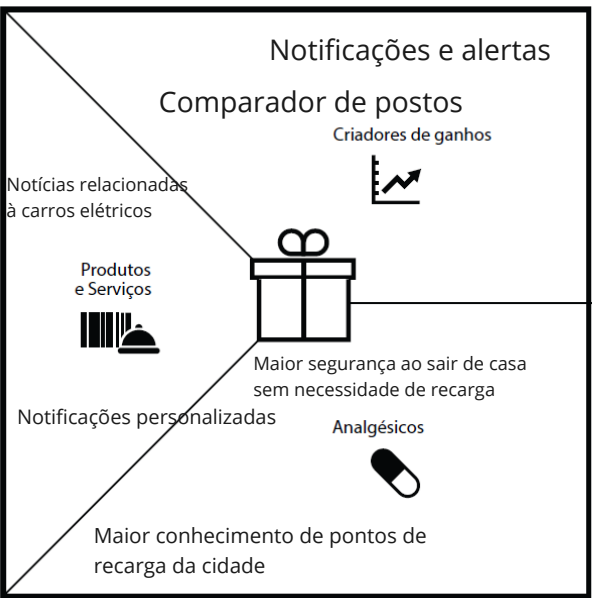 Notificações e alertas
Comparador de postos
Criadores de ganhos
Notícias relacionadas
à carros elétricos
Produtos
e Serviços
Maior segurança ao sair de casa
sem necessidade de recarga
Notificações personalizadas
Analgésicos
Maior conhecimento de pontos de
recarga da cidade